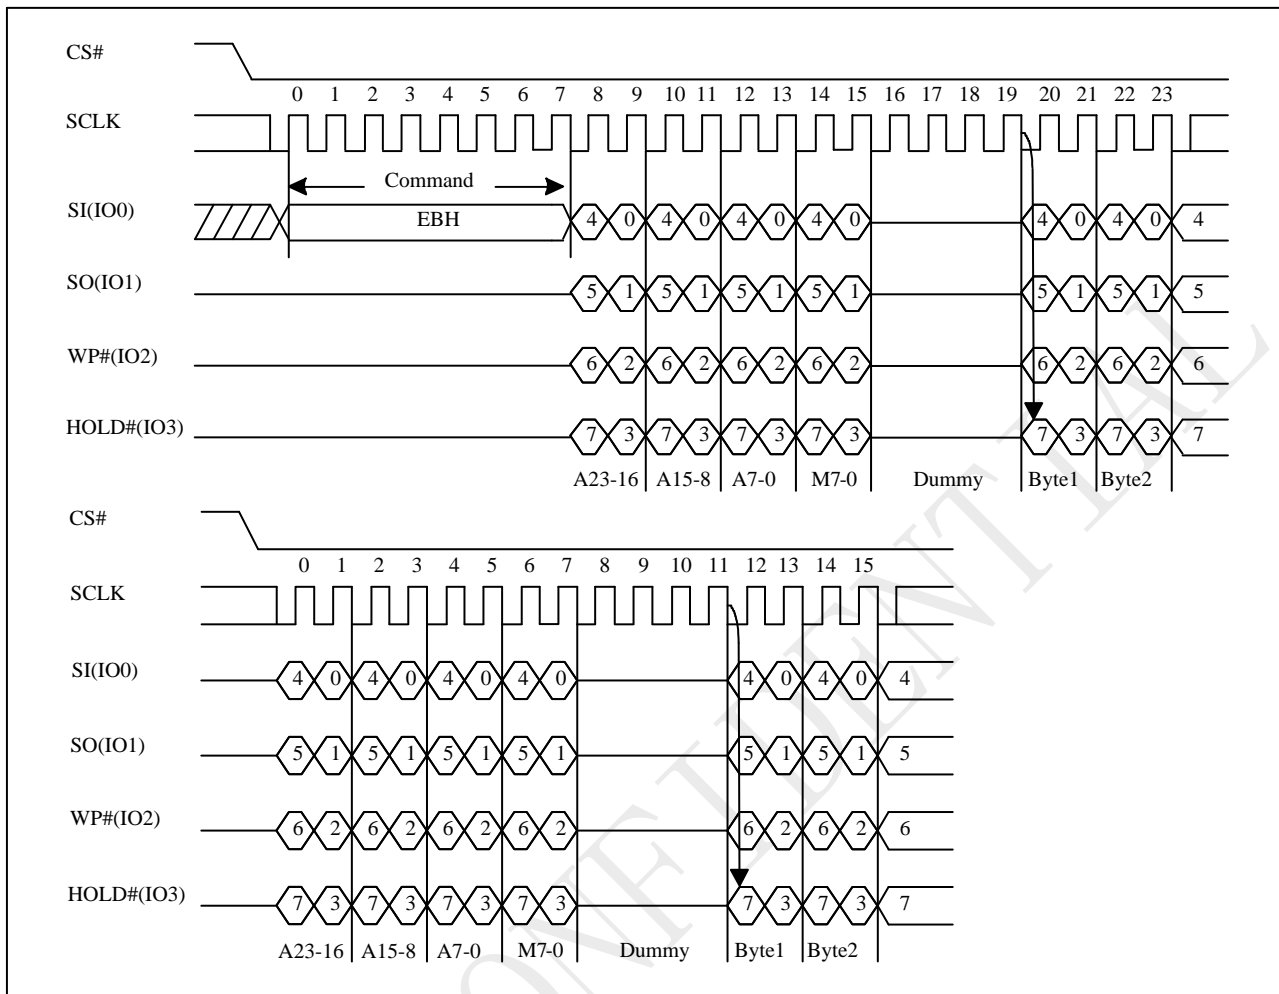 CS#
0 1 2 3 4 5 6 7 8 9 10 11 12 13 14 15 16 17 18 19 20 21 22 23
SCLK
Command
SI(IO0) EBH 4 0 4 0 4 0 4 0 4 0 4 0 4
SO(IO1) 5 1 5 1 5 1 5 1 5 1 5 1 5
WP#(IO2) 6 2 6 2 6 2 6 2 6 2 6 2 6
HOLD#(IO3) 7 3 7 3 7 3 7 3 7 3 7 3 7
A23-16 A15-8 A7-0 M7-0 Dummy Byte1 Byte2
CS#
0 1 2 3 4 5 6 7 8 9 10 11 12 13 14 15
SCLK
SI(IO0) 4 0 4 0 4 0 4 0 4 0 4 0 4
SO(IO1) 5 1 5 1 5 1 5 1 5 1 5 1 5
WP#(IO2) 6 2 6 2 6 2 6 2 6 2 6 2 6
HOLD#(IO3) 7 3 7 3 7 3 7 3 7 3 7 3 7
A23-16 A15-8 A7-0 M7-0 Dummy Byte1 Byte2
ONFIDENTIAL